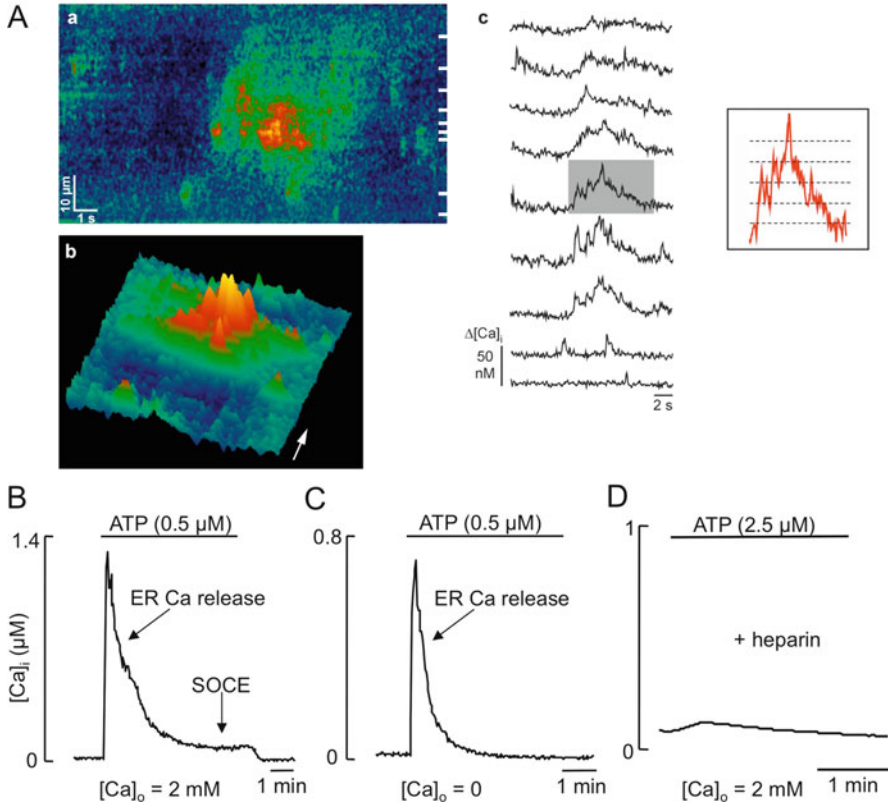 A
a
10 µm
1 s
b
c
Δ[Ca]i
50
nM
2 s
B
ATP (0.5 µM)
1.4
ER Ca release
[Ca]i (µM)
SOCE
0
1 min
[Ca]o = 2 mM
C
ATP (0.5 µM)
0.8
ER Ca release
0
1 min
[Ca]o = 0
D
ATP (2.5 µM)
1
+ heparin
0
1 min
[Ca]o = 2 mM